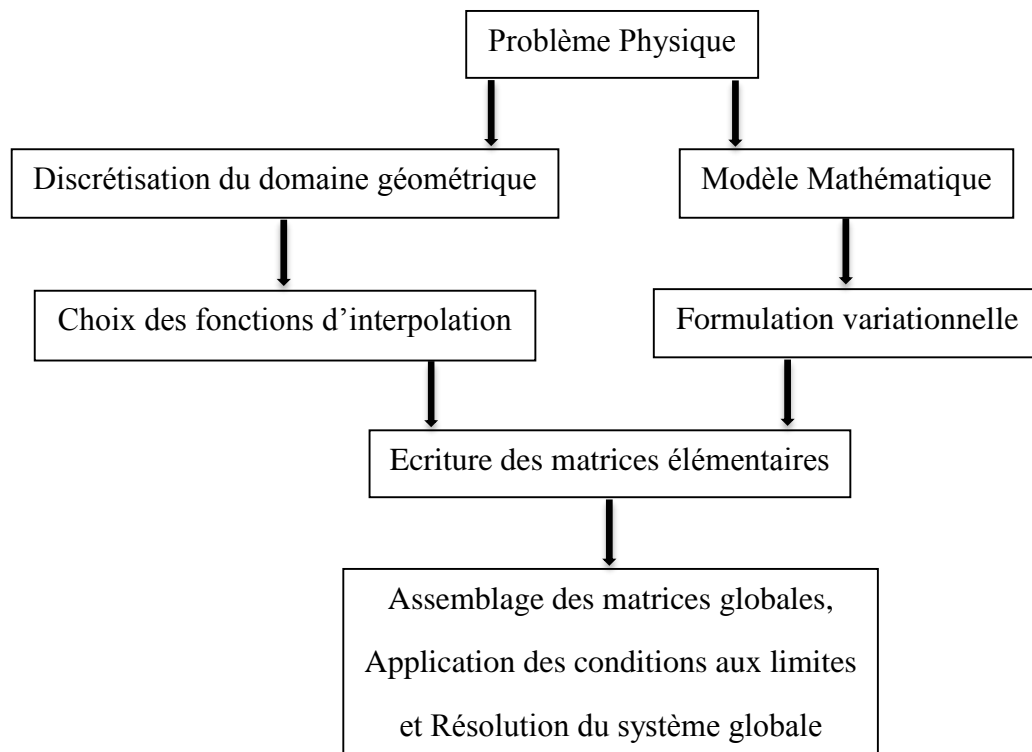 Problème Physique
Discrétisation du domaine géométrique
Modèle Mathématique
Choix des fonctions d’interpolation
Formulation variationnelle
Ecriture des matrices élémentaires
Assemblage des matrices globales,
Application des conditions aux limites
et Résolution du système globale